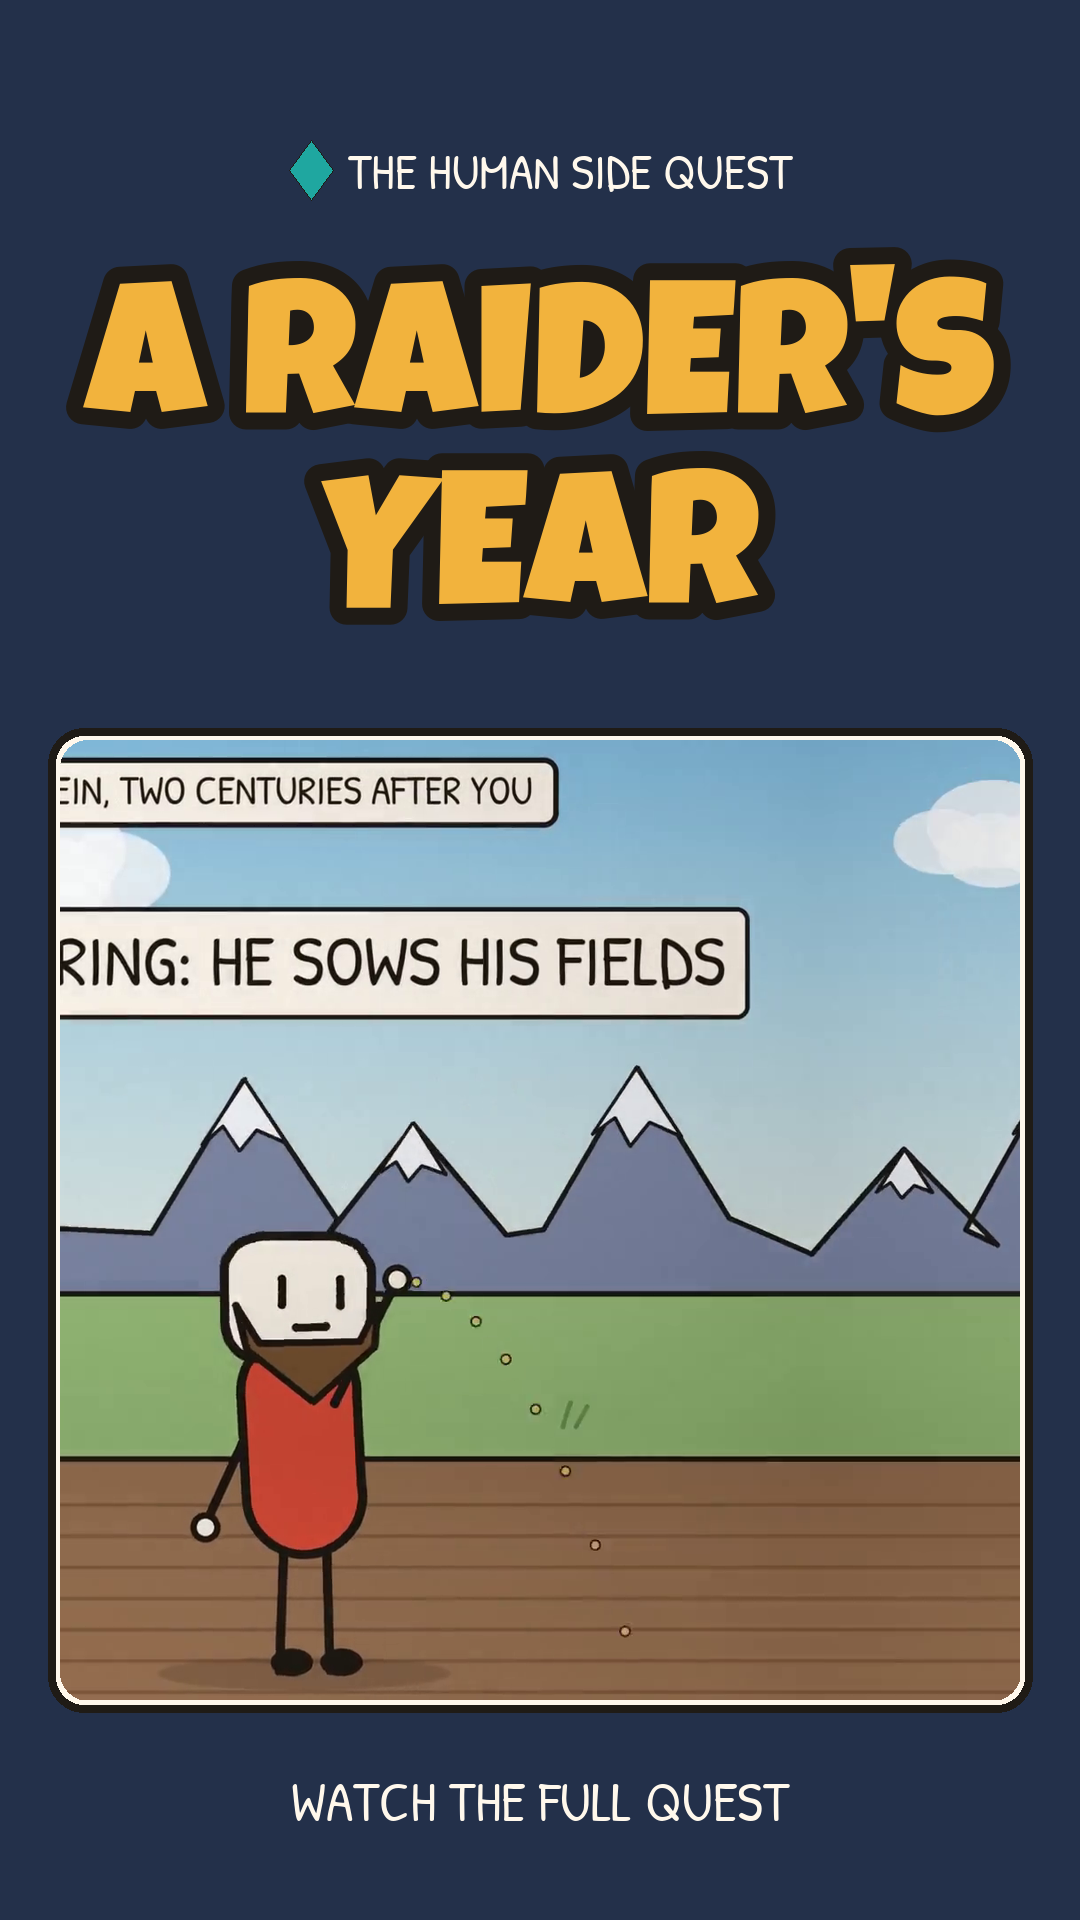 THE HUMAN SIDE QUEST
A RAIDER'S
YEAR
EIN, TWO CENTURIES AFTER YOU
RING: HE SOWS HIS FIELDS
WATCH THE FULL QUEST